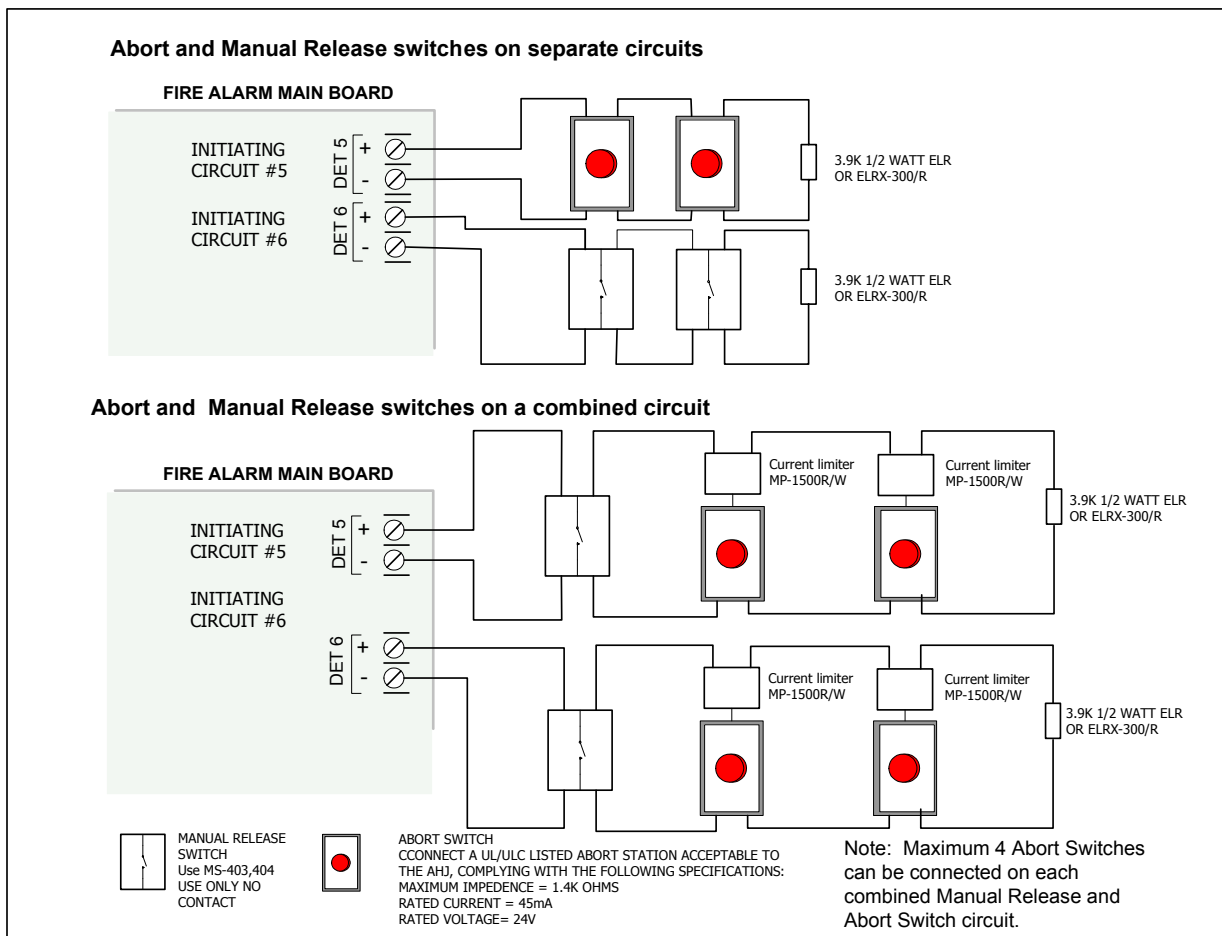 Abort and Manual Release switches on separate circuits
FIRE ALARM MAIN BOARD
INITIATING
CIRCUIT #5
DET 5
+
-
INITIATING
CIRCUIT #6
DET 6
+
-
3.9K 1/2 WATT ELR
OR ELRX-300/R
3.9K 1/2 WATT ELR
OR ELRX-300/R
Abort and Manual Release switches on a combined circuit
FIRE ALARM MAIN BOARD
INITIATING
CIRCUIT #5
DET 5
+
-
INITIATING
CIRCUIT #6
DET 6
+
-
Current limiter
MP-1500R/W
Current limiter
MP-1500R/W
3.9K 1/2 WATT ELR
OR ELRX-300/R
Current limiter
MP-1500R/W
Current limiter
MP-1500R/W
3.9K 1/2 WATT ELR
OR ELRX-300/R
MANUAL RELEASE
SWITCH
Use MS-403,404
USE ONLY NO
CONTACT
ABORT SWITCH
CCONNECT A UL/ULC LISTED ABORT STATION ACCEPTABLE TO
THE AHJ, COMPLYING WITH THE FOLLOWING SPECIFICATIONS:
MAXIMUM IMPEDENCE = 1.4K OHMS
RATED CURRENT = 45mA
RATED VOLTAGE= 24V
Note: Maximum 4 Abort Switches
can be connected on each
combined Manual Release and
Abort Switch circuit.